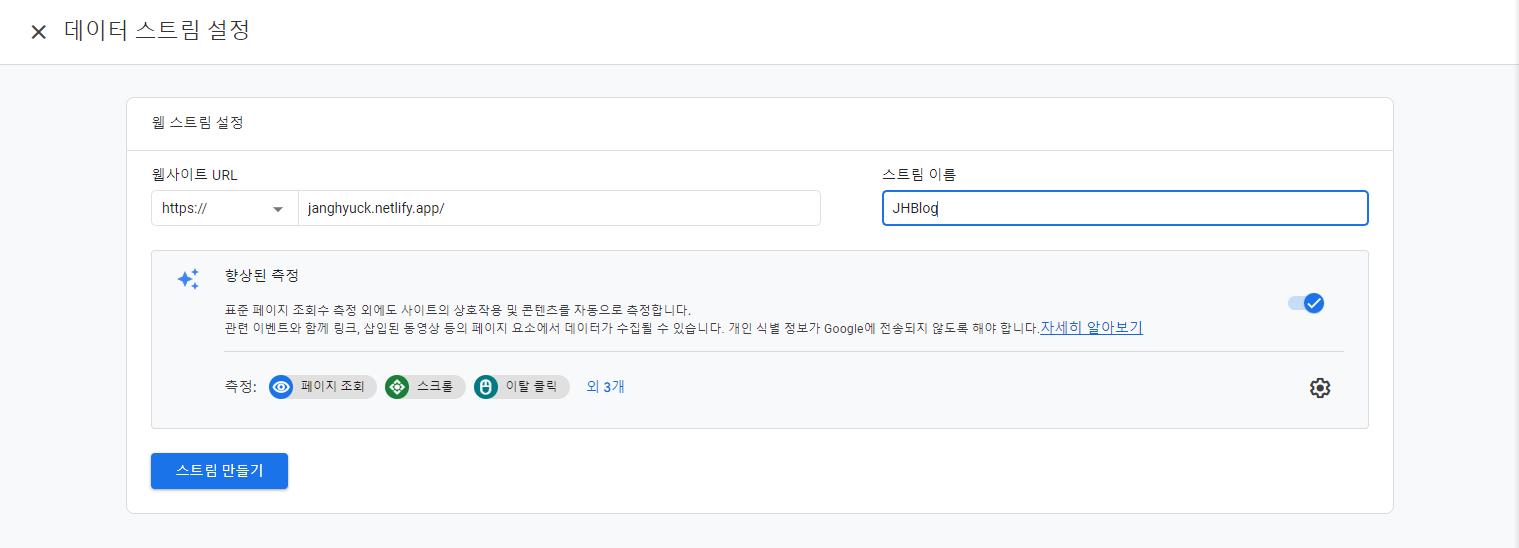 데이터 스트림 설정
웹 스트림 설정
웹사이트 URL
스트림 이름
https://
janghyuck.netlify.app/
JHBlog
향상된 측정
표준 페이지 조회수 측정 외에도 사이트의 상호작용 및 콘텐츠를 자동으로 측정합니다.
관련 이벤트와 함께 링크, 삽입된 동영상 등의 페이지 요소에서 데이터가 수집될 수 있습니다. 개인 식별 정보가 Google에 전송되지 않도록 해야 합니다.자세히 알아보기
측정: 페이지 조회 스크롤 이탈 클릭 외 3개
스트림 만들기